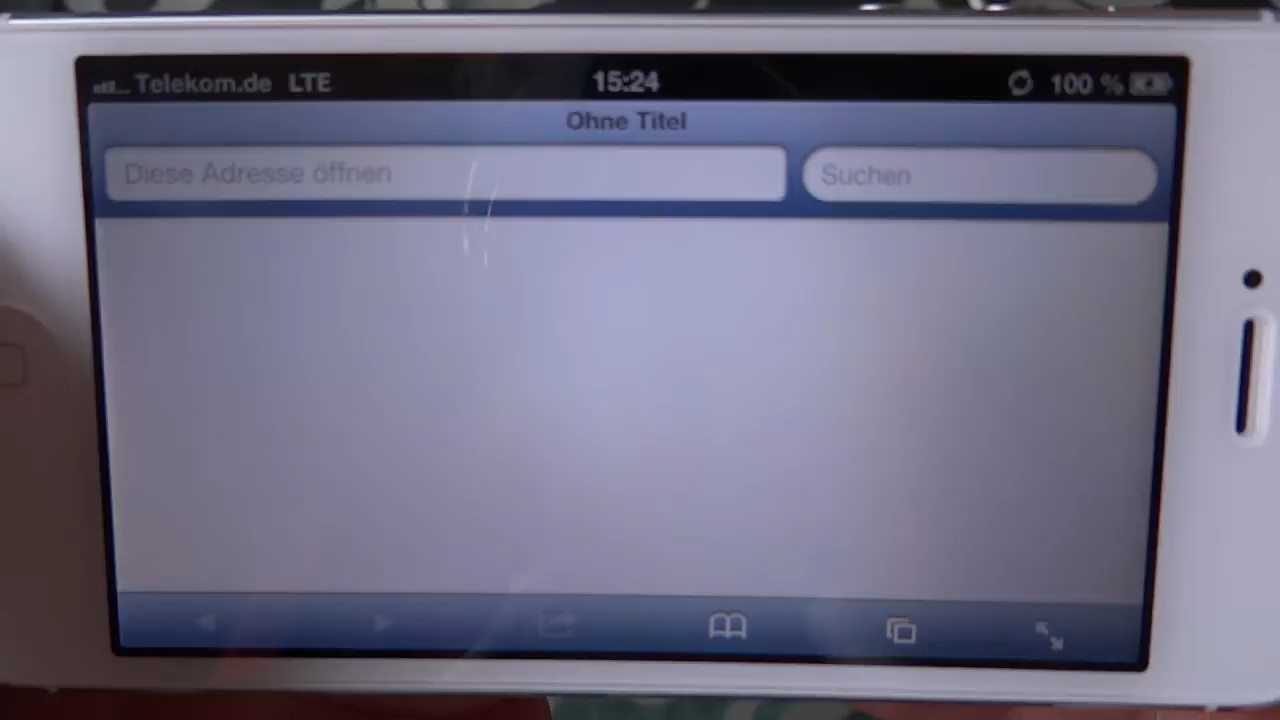 Telekom.de LTE 15:24 100 %
Ohne Titel
Diese Adresse öffnen Suchen